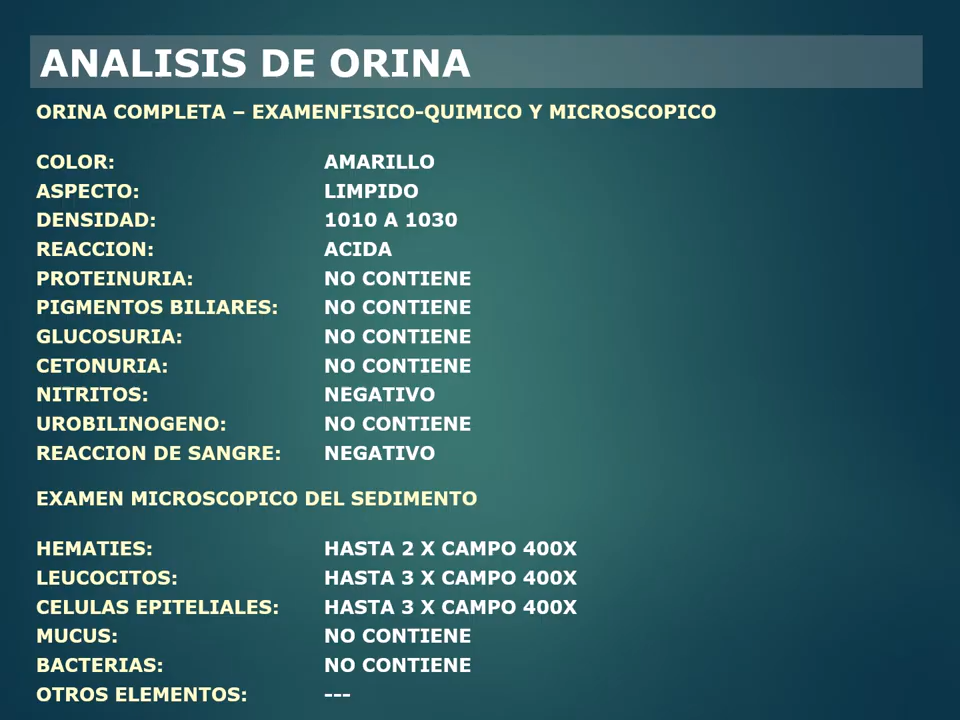 ANALISIS DE ORINA
ORINA COMPLETA – EXAMENFISICO-QUIMICO Y MICROSCOPICO
COLOR: AMARILLO
ASPECTO: LIMPIDO
DENSIDAD: 1010 A 1030
REACCION: ACIDA
PROTEINURIA: NO CONTIENE
PIGMENTOS BILIARES: NO CONTIENE
GLUCOSURIA: NO CONTIENE
CETONURIA: NO CONTIENE
NITRITOS: NEGATIVO
UROBILINOGENO: NO CONTIENE
REACCION DE SANGRE: NEGATIVO
EXAMEN MICROSCOPICO DEL SEDIMENTO
HEMATIES: HASTA 2 X CAMPO 400X
LEUCOCITOS: HASTA 3 X CAMPO 400X
CELULAS EPITELIALES: HASTA 3 X CAMPO 400X
MUCUS: NO CONTIENE
BACTERIAS: NO CONTIENE
OTROS ELEMENTOS: ---